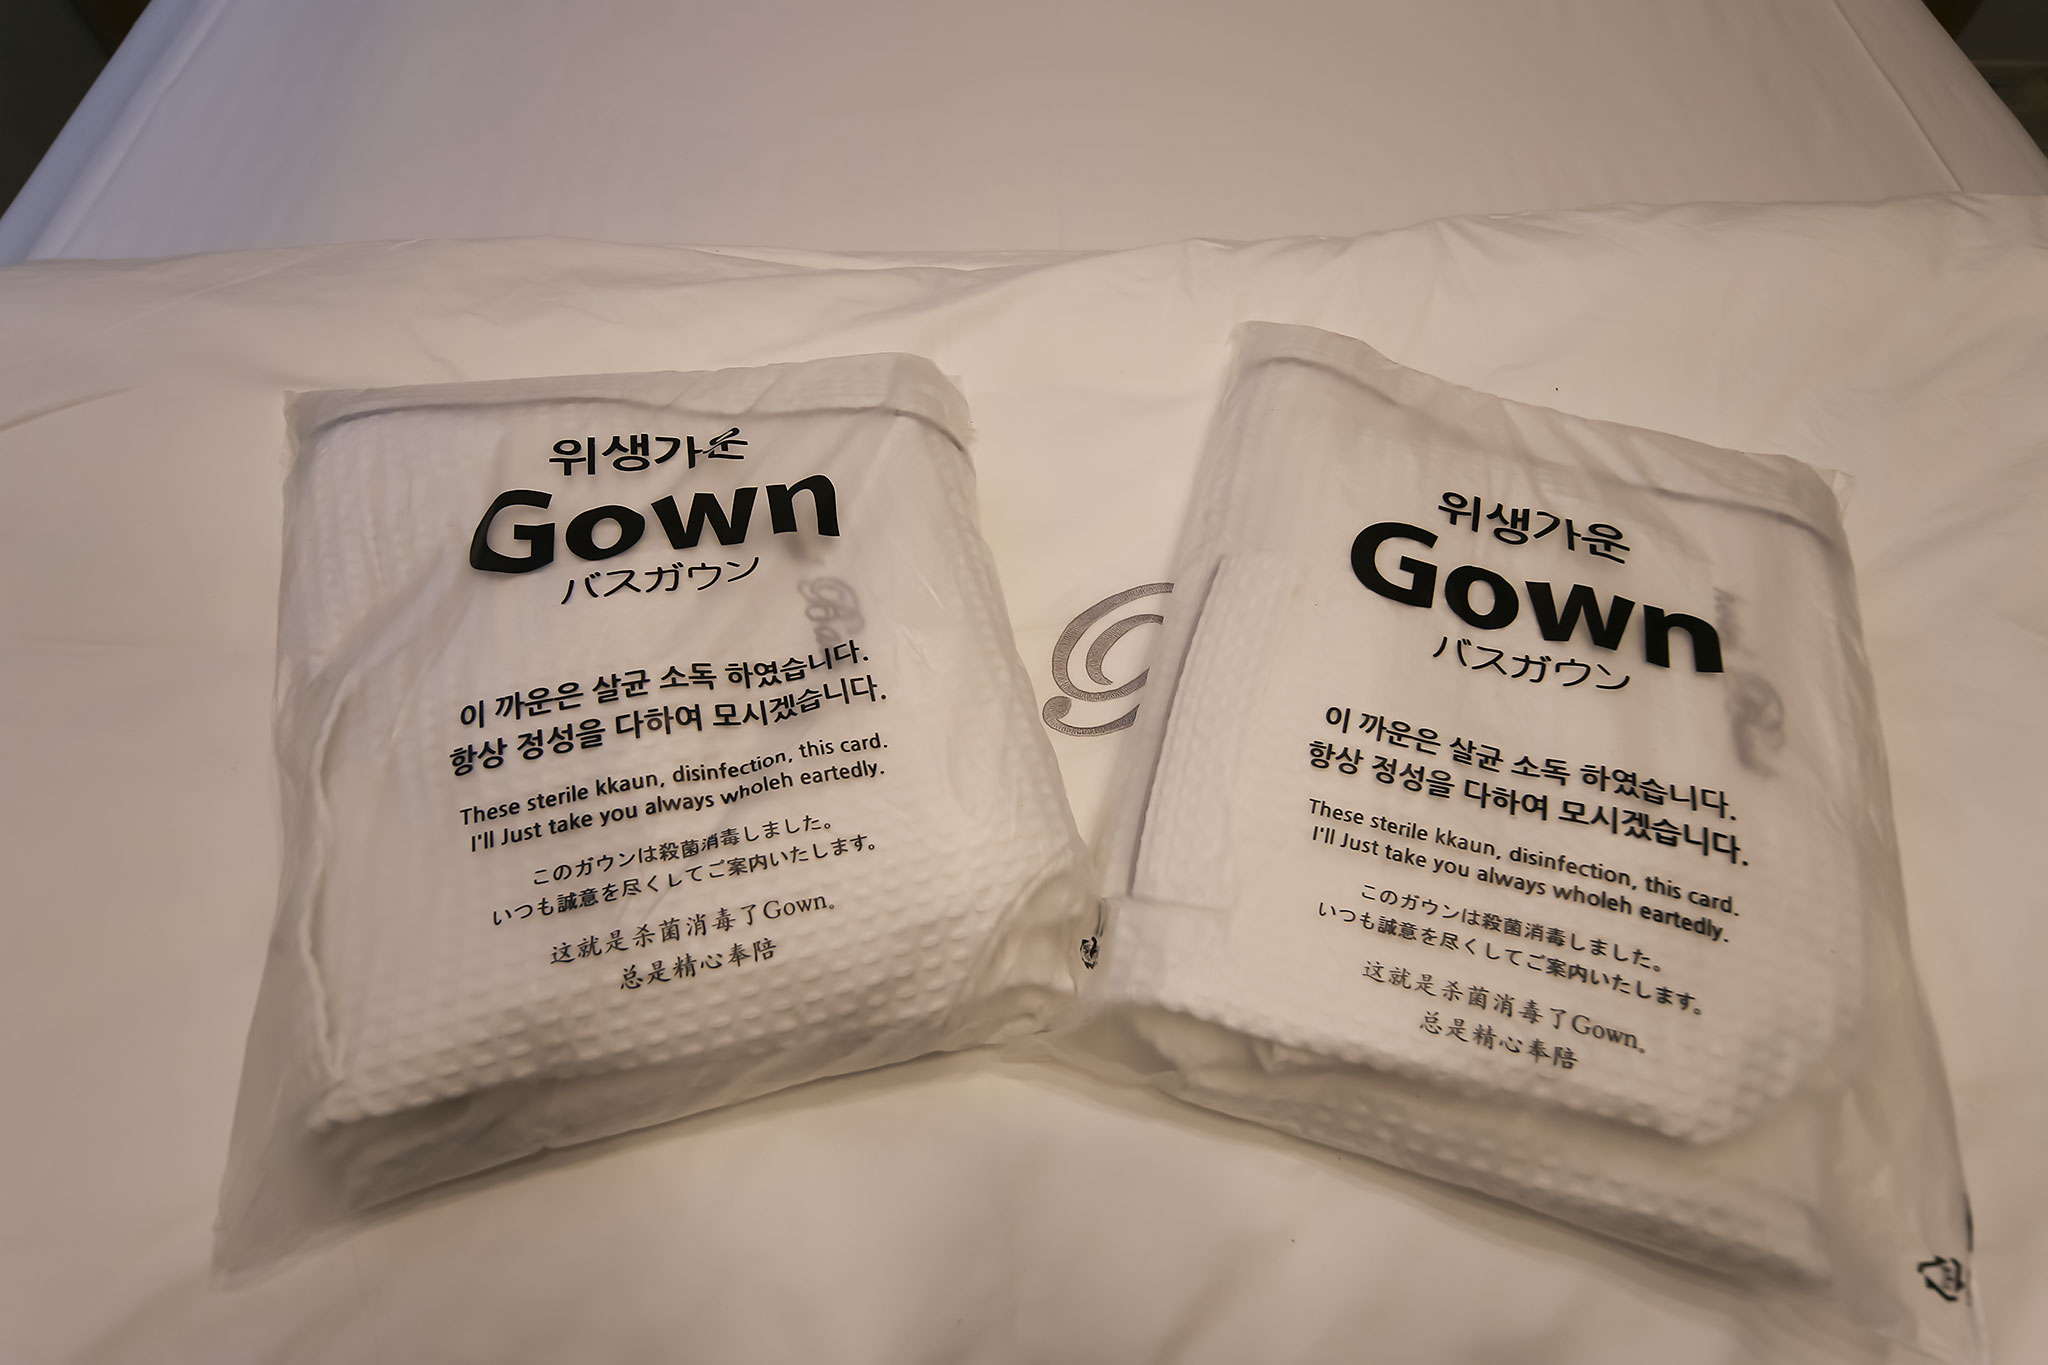 위생가운
Gown
バスガウン
이 까운은 살균 소독 하였습니다.
항상 정성을 다하여 모시겠습니다.
These sterile kkaun, disinfection, this card.
I'll Just take you always wholeh eartedly.
このガウンは殺菌消毒しました。
いつも誠意を尽くしてご案内いたします。
这就是杀菌消毒了Gown。
总是精心奉陪
위생가운
Gown
バスガウン
이 까운은 살균 소독 하였습니다.
항상 정성을 다하여 모시겠습니다.
These sterile kkaun, disinfection, this card.
I'll Just take you always wholeh eartedly.
このガウンは殺菌消毒しました。
いつも誠意を尽くしてご案内いたします。
这就是杀菌消毒了Gown。
总是精心奉陪